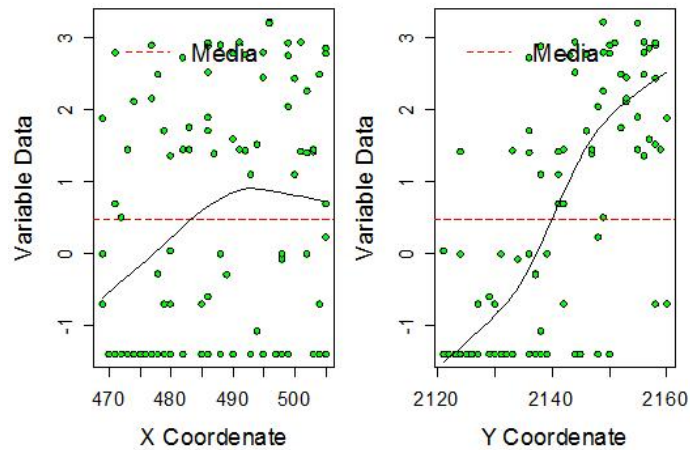 Variable Data
3
2
1
0
-1
Media
470 480 490 500
X Coordenate
Variable Data
3
2
1
0
-1
Media
2120 2140 2160
Y Coordenate